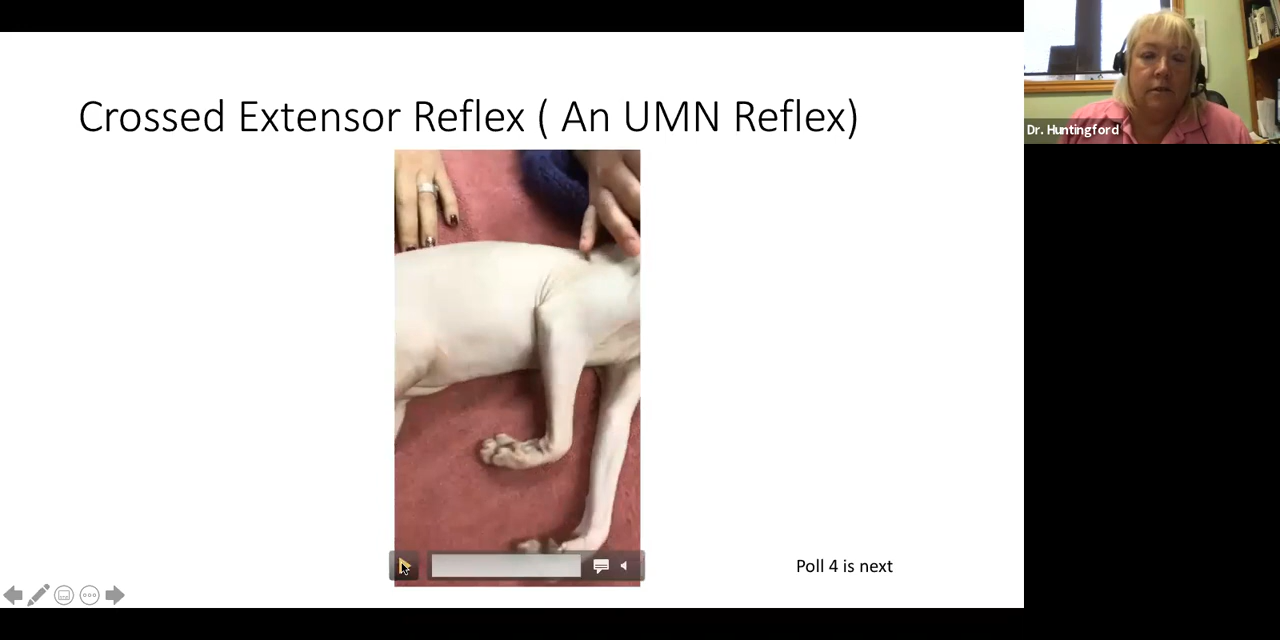 Crossed Extensor Reflex ( An UMN Reflex)
Dr. Huntingford
Poll 4 is next